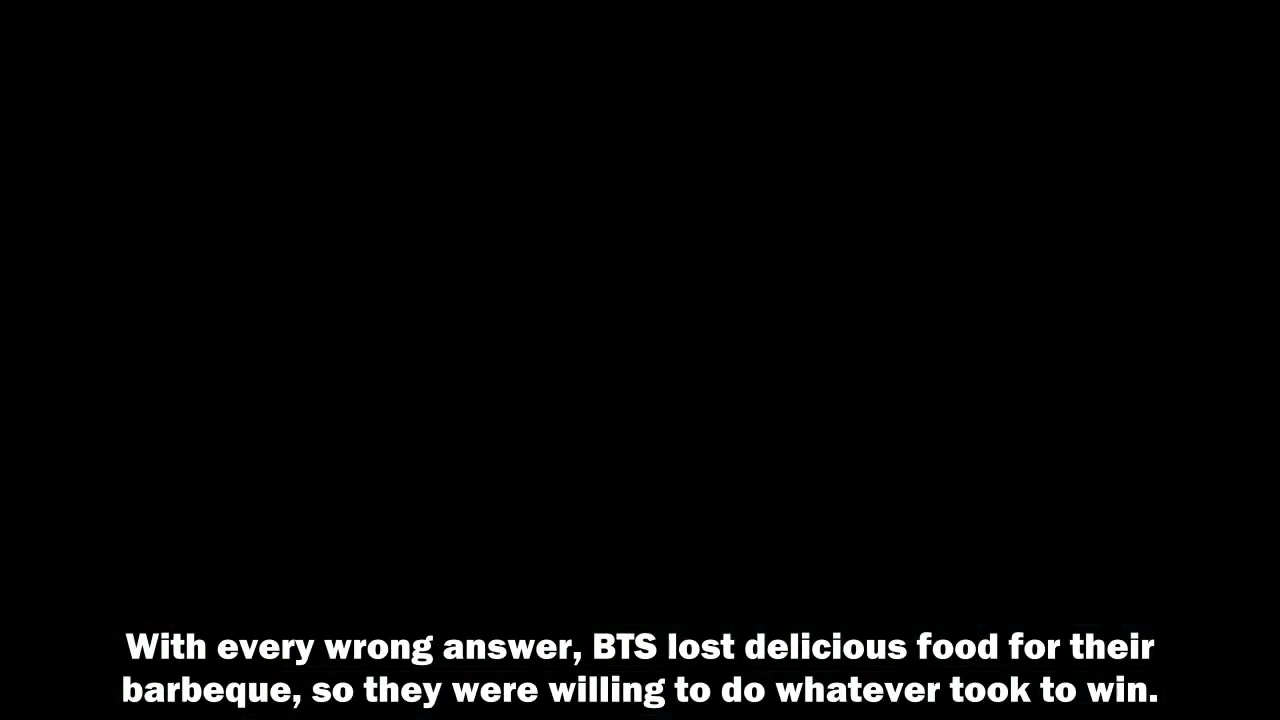 With every wrong answer, BTS lost delicious food for their
barbeque, so they were willing to do whatever took to win.